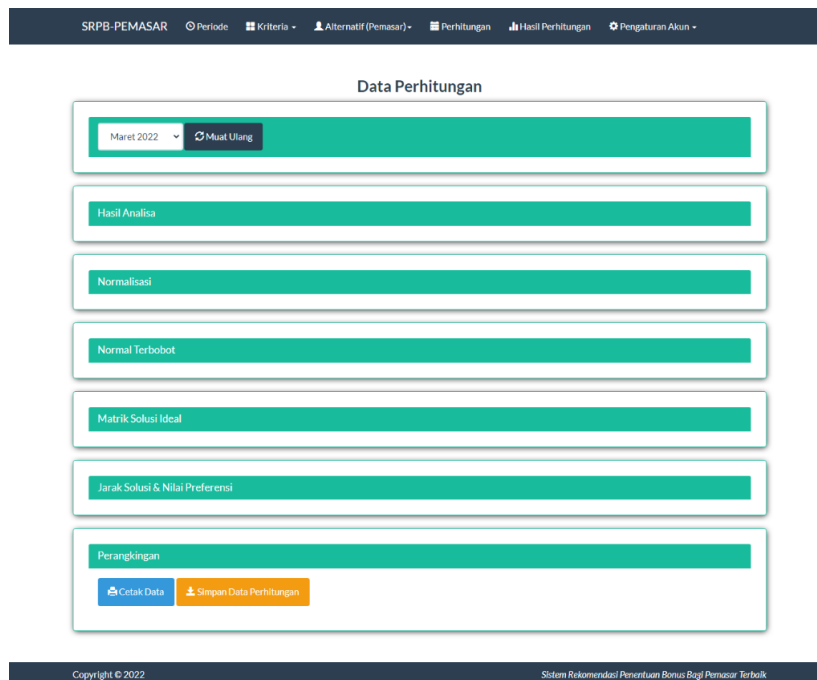 SRPB-PEMASAR Periode Kriteria Alternatif (Pemasar) Perhitungan Hasil Perhitungan Pengaturan Akun
Data Perhitungan
Maret 2022 Muat Ulang
Hasil Analisa
Normalisasi
Normal Terbobot
Matrik Solusi Ideal
Jarak Solusi & Nilai Preferensi
Perangkingan
Cetak Data Simpan Data Perhitungan
Copyright © 2022 Sistem Rekomendasi Penentuan Bonus Bagi Pemasar Terbaik